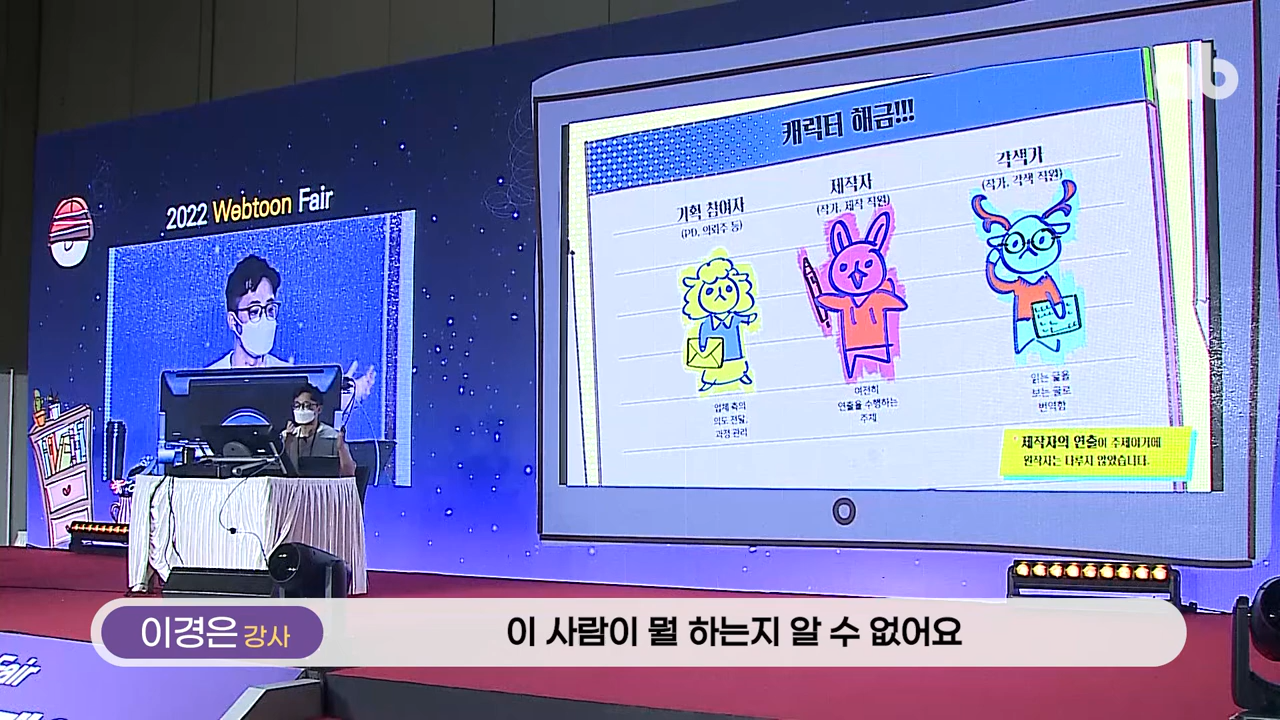 2022 Webtoon Fair
캐릭터 해금!!!
기획 참여자
(PD, 의뢰주 등)
업체 측의
의도 전달,
과정 관리
제작자
(작가, 제작 직원)
여전히
연출을 수행하는
주체
각색가
(작가, 각색 직원)
읽는 글을
보는 글로
번역함
제작자의 연출이 주제이기에
원작자는 다루지 않았습니다.
이경은 강사
이 사람이 뭘 하는지 알 수 없어요
Fair